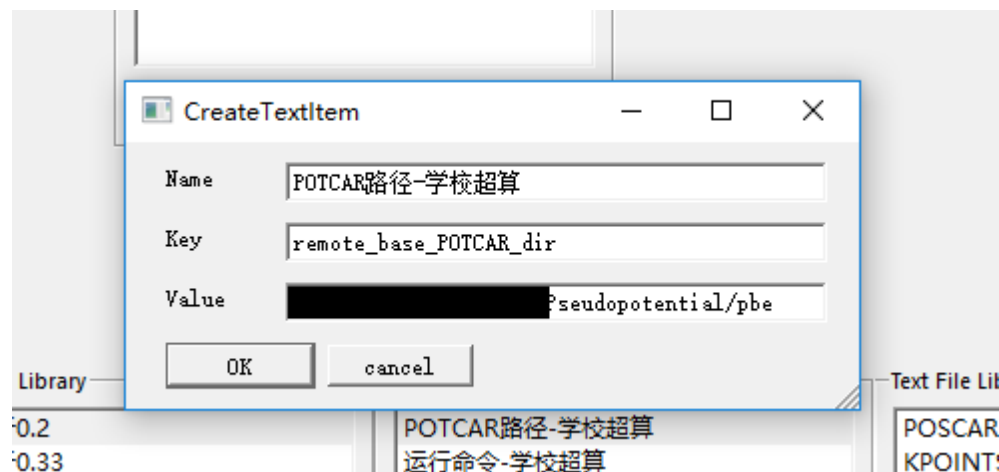 CreateTextItem
Name
POTCAR路径-学校超算
Key
remote_base_POTCAR_dir
Value
Pseudopotential/pbe
OK
cancel
Library
Text File Lib
0.2
POTCAR路径-学校超算
POSCAR
0.33
运行命令-学校超算
KPOINTS